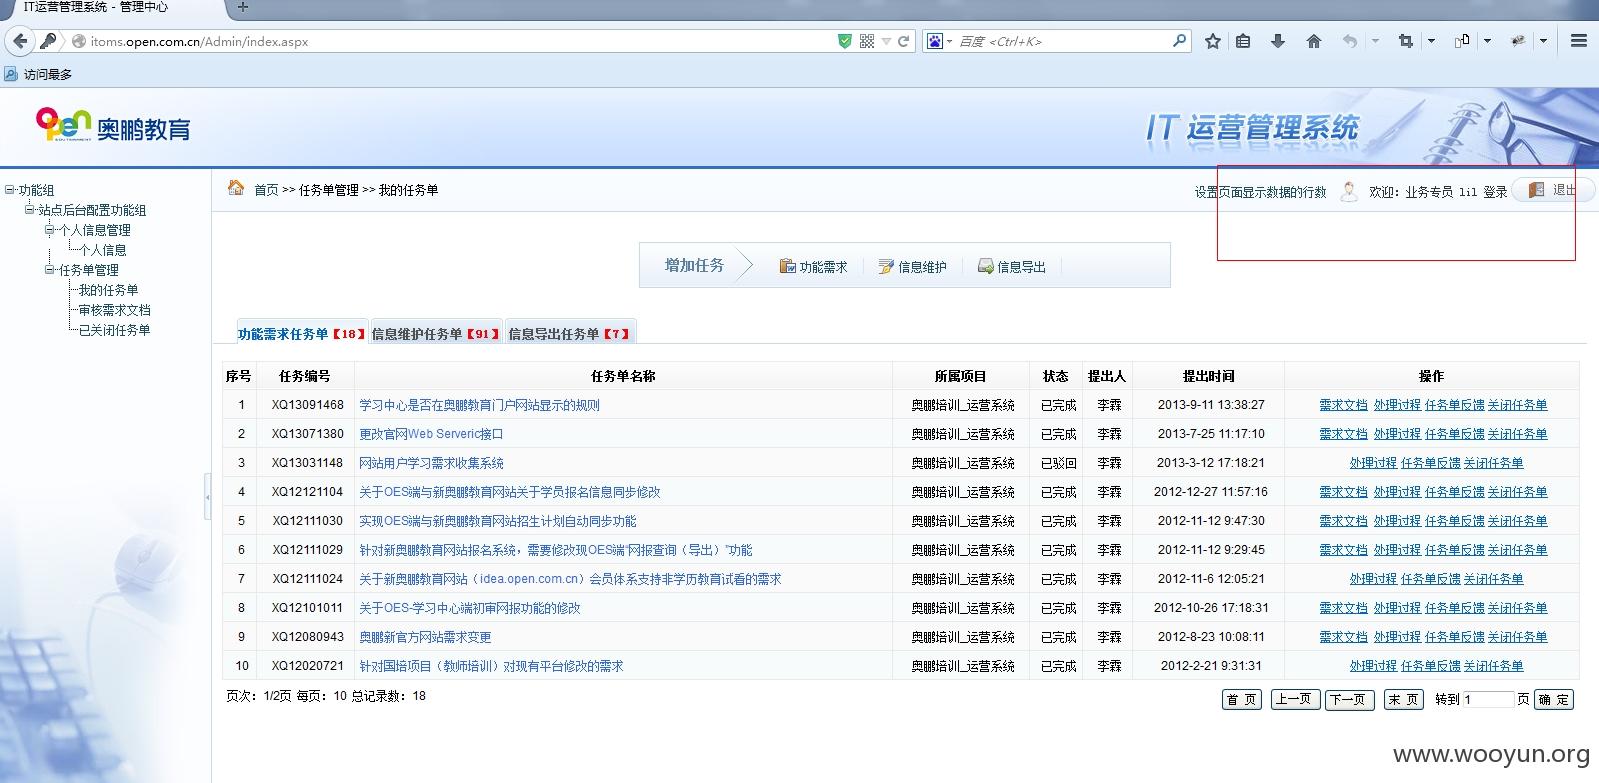 IT运营管理系统 - 管理中心
itoms.open.com.cn/Admin/index.aspx
百度 <Ctrl+K>
访问最多
open 奥鹏教育
IT 运营管理系统
首页 >> 任务单管理 >> 我的任务单
设置页面显示数据的行数 欢迎：业务专员 lil 登录 退出
功能组
站点后台配置功能组
个人信息管理
个人信息
任务单管理
我的任务单
审核需求文档
已关闭任务单
增加任务 功能需求 信息维护 信息导出
功能需求任务单【18】 信息维护任务单【91】 信息导出任务单【7】
序号 任务编号 任务单名称 所属项目 状态 提出人 提出时间 操作
1 XQ13091468 学习中心是否在奥鹏教育门户网站显示的规则 奥鹏培训_运营系统 已完成 李霖 2013-9-11 13:38:27 需求文档 处理过程 任务单反馈 关闭任务单
2 XQ13071380 更改官网Web Serveric接口 奥鹏培训_运营系统 已完成 李霖 2013-7-25 11:17:10 需求文档 处理过程 任务单反馈 关闭任务单
3 XQ13031148 网站用户学习需求收集系统 奥鹏培训_运营系统 已驳回 李霖 2013-3-12 17:18:21 处理过程 任务单反馈 关闭任务单
4 XQ12121104 关于OES端与新奥鹏教育网站关于学员报名信息同步修改 奥鹏培训_运营系统 已完成 李霖 2012-12-27 11:57:16 需求文档 处理过程 任务单反馈 关闭任务单
5 XQ12111030 实现OES端与新奥鹏教育网站招生计划自动同步功能 奥鹏培训_运营系统 已完成 李霖 2012-11-12 9:47:30 需求文档 处理过程 任务单反馈 关闭任务单
6 XQ12111029 针对新奥鹏教育网站报名系统，需要修改现OES端“网报查询（导出）”功能 奥鹏培训_运营系统 已完成 李霖 2012-11-12 9:29:45 需求文档 处理过程 任务单反馈 关闭任务单
7 XQ12111024 关于新奥鹏教育网站（idea.open.com.cn）会员体系支持非学历教育试看的需求 奥鹏培训_运营系统 已完成 李霖 2012-11-6 12:05:21 处理过程 任务单反馈 关闭任务单
8 XQ12101011 关于OES-学习中心端初审网报功能的修改 奥鹏培训_运营系统 已完成 李霖 2012-10-26 17:18:31 需求文档 处理过程 任务单反馈 关闭任务单
9 XQ12080943 奥鹏新官方网站需求变更 奥鹏培训_运营系统 已完成 李霖 2012-8-23 10:08:11 需求文档 处理过程 任务单反馈 关闭任务单
10 XQ12020721 针对国培项目（教师培训）对现有平台修改的需求 奥鹏培训_运营系统 已完成 李霖 2012-2-21 9:31:31 处理过程 任务单反馈 关闭任务单
页次：1/2页 每页：10 总记录数：18 首 页 上一页 下一页 末 页 转到 1 页 确 定
www.wooyun.org